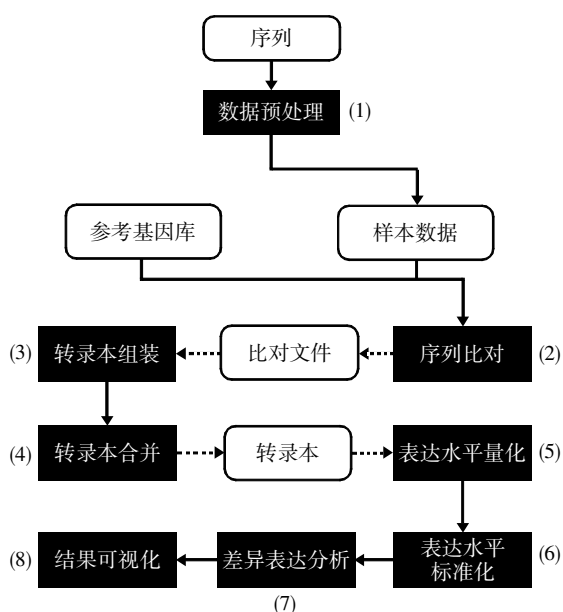 序列
数据预处理 (1)
参考基因库 样本数据
(3) 转录本组装 比对文件 序列比对 (2)
(4) 转录本合并 转录本 表达水平量化 (5)
(8) 结果可视化 差异表达分析 表达水平 (6)
标准化
(7)